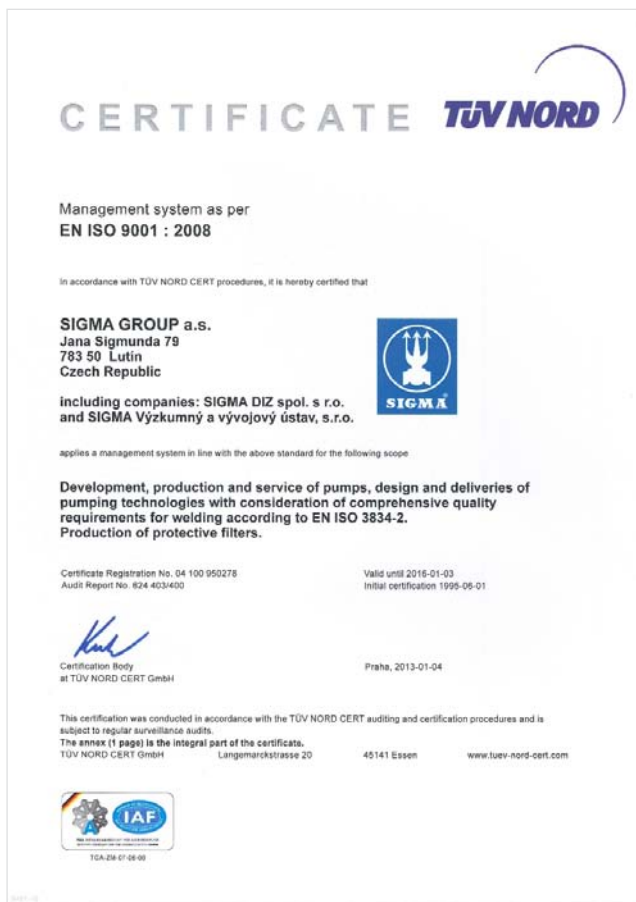 CERTIFICATE
TÜV NORD
Management system as per
EN ISO 9001 : 2008
In accordance with TÜV NORD CERT procedures, it is hereby certified that
SIGMA GROUP a.s.
Jana Sigmunda 79
783 50 Lutín
Czech Republic
SIGMA
including companies: SIGMA DIZ spol. s r.o.
and SIGMA Výzkumný a vývojový ústav, s.r.o.
applies a management system in line with the above standard for the following scope
Development, production and service of pumps, design and deliveries of
pumping technologies with consideration of comprehensive quality
requirements for welding according to EN ISO 3834-2.
Production of protective filters.
Certificate Registration No. 04 100 950278
Audit Report No. 624 403/400
Valid until 2016-01-03
Initial certification 1995-06-01
Certification Body
at TÜV NORD CERT GmbH
Praha, 2013-01-04
This certification was conducted in accordance with the TÜV NORD CERT auditing and certification procedures and is
subject to regular surveillance audits.
The annex (1 page) is the integral part of the certificate.
TÜV NORD CERT GmbH Langemarckstrasse 20 45141 Essen www.tuev-nord-cert.com
IAF
TGA-ZM-07-06-00